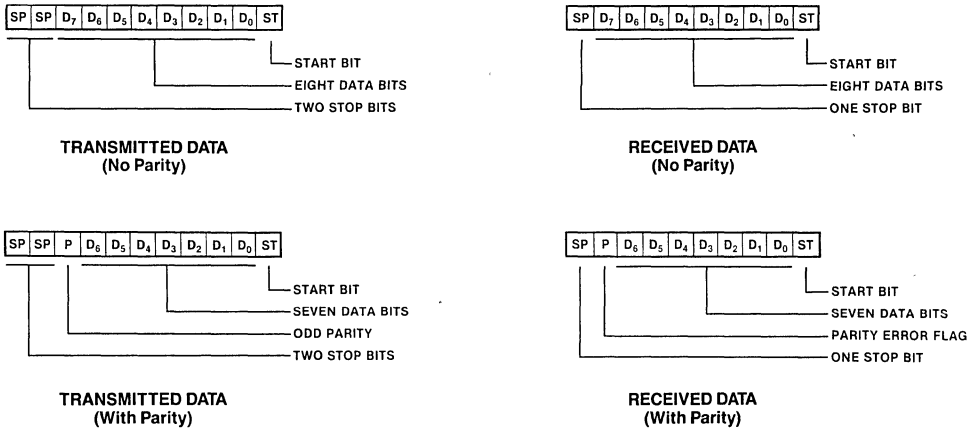 SP SP D7 D6 D5 D4 D3 D2 D1 D0 ST
START BIT
EIGHT DATA BITS
TWO STOP BITS
TRANSMITTED DATA
(No Parity)
SP D7 D6 D5 D4 D3 D2 D1 D0 ST
START BIT
EIGHT DATA BITS
ONE STOP BIT
RECEIVED DATA
(No Parity)
SP SP P D6 D5 D4 D3 D2 D1 D0 ST
START BIT
SEVEN DATA BITS
ODD PARITY
TWO STOP BITS
TRANSMITTED DATA
(With Parity)
SP P D6 D5 D4 D3 D2 D1 D0 ST
START BIT
SEVEN DATA BITS
PARITY ERROR FLAG
ONE STOP BIT
RECEIVED DATA
(With Parity)